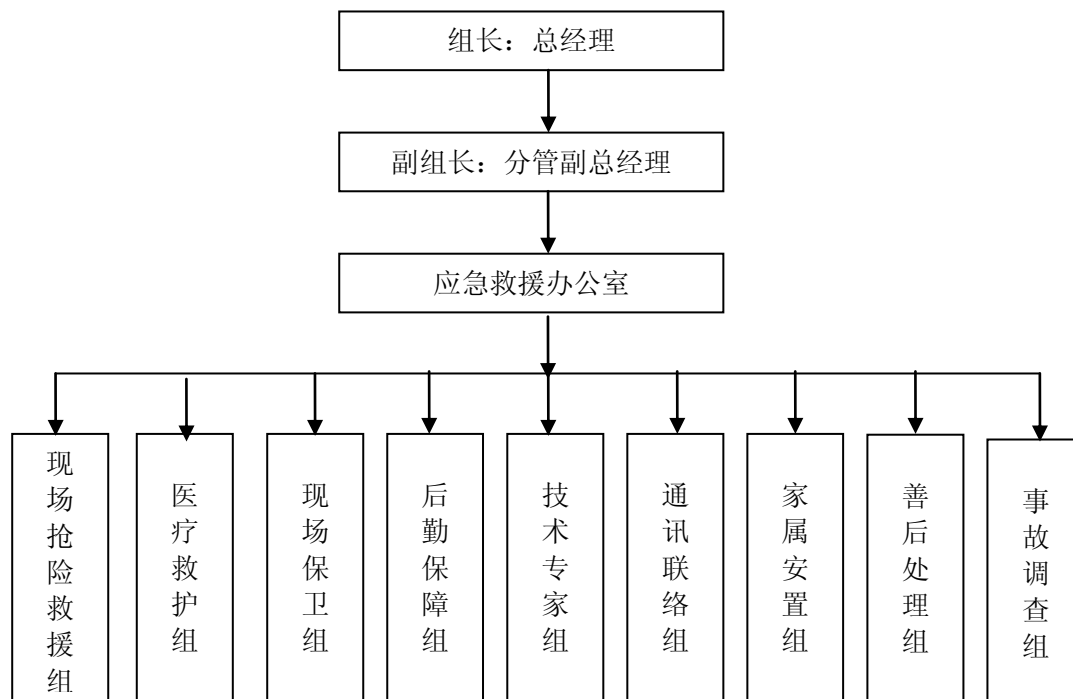 组长：总经理
副组长：分管副总经理
应急救援办公室
现场抢险救援组
医疗救护组
现场保卫组
后勤保障组
技术专家组
通讯联络组
家属安置组
善后处理组
事故调查组